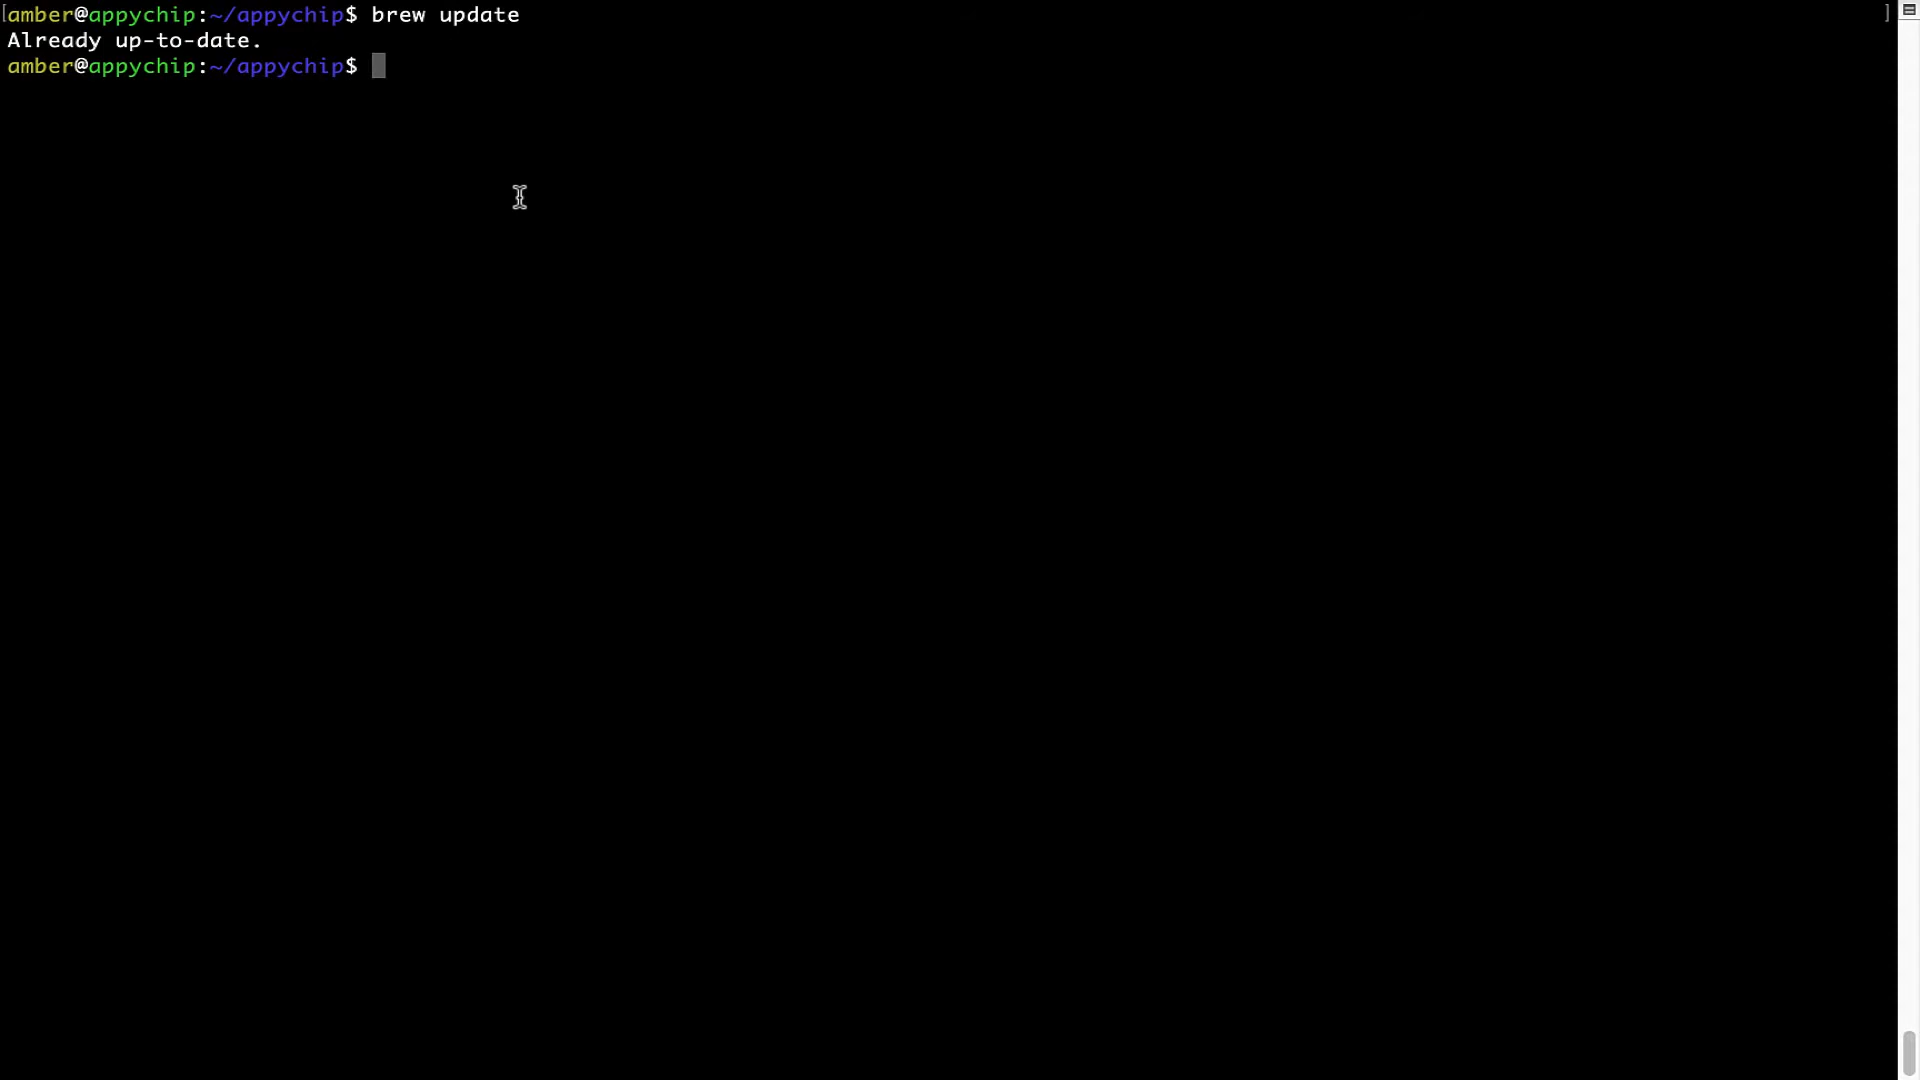 [amber@appychip:~/appychip$ brew update ]
Already up-to-date.
amber@appychip:~/appychip$